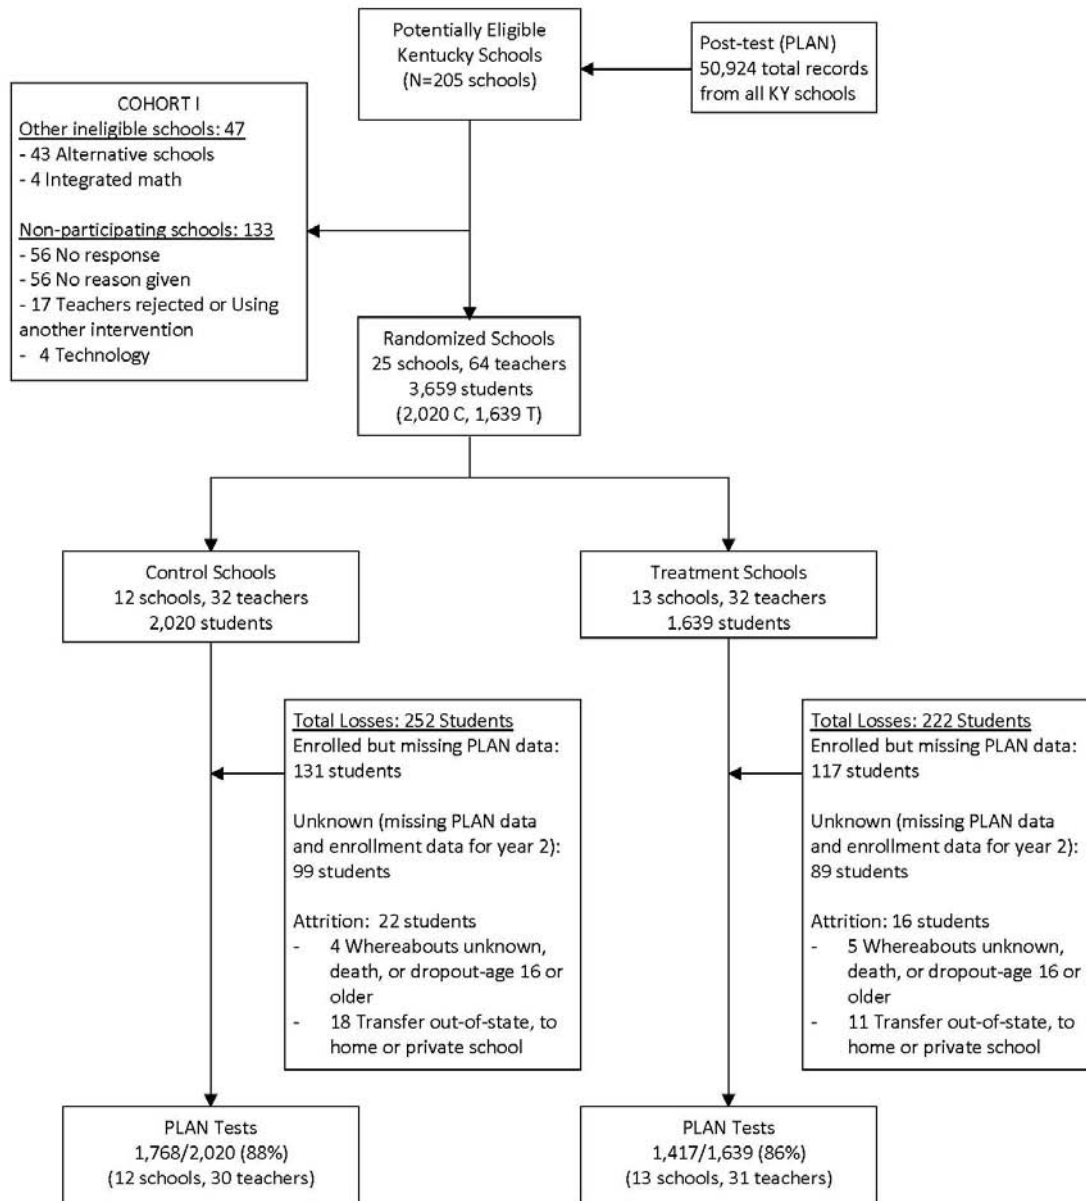 Potentially Eligible
Kentucky Schools
(N=205 schools)
Post-test (PLAN)
50,924 total records
from all KY schools
COHORT I
Other ineligible schools: 47
- 43 Alternative schools
- 4 Integrated math
Non-participating schools: 133
- 56 No response
- 56 No reason given
- 17 Teachers rejected or Using
another intervention
- 4 Technology
Randomized Schools
25 schools, 64 teachers
3,659 students
(2,020 C, 1,639 T)
Control Schools
12 schools, 32 teachers
2,020 students
Treatment Schools
13 schools, 32 teachers
1.639 students
Total Losses: 252 Students
Enrolled but missing PLAN data:
131 students
Unknown (missing PLAN data
and enrollment data for year 2):
99 students
Attrition: 22 students
- 4 Whereabouts unknown,
death, or dropout-age 16 or
older
- 18 Transfer out-of-state, to
home or private school
Total Losses: 222 Students
Enrolled but missing PLAN data:
117 students
Unknown (missing PLAN data
and enrollment data for year 2):
89 students
Attrition: 16 students
- 5 Whereabouts unknown,
death, or dropout-age 16 or
older
- 11 Transfer out-of-state, to
home or private school
PLAN Tests
1,768/2,020 (88%)
(12 schools, 30 teachers)
PLAN Tests
1,417/1,639 (86%)
(13 schools, 31 teachers)